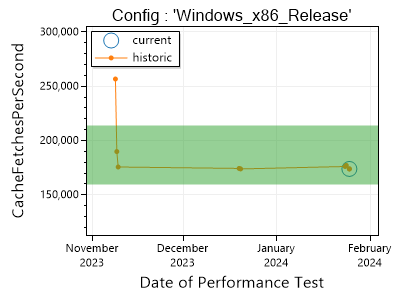 Config : 'Windows_x86_Release'
current
historic
CacheFetchesPerSecond
300,000
250,000
200,000
150,000
November December January February
2023 2023 2024 2024
Date of Performance Test